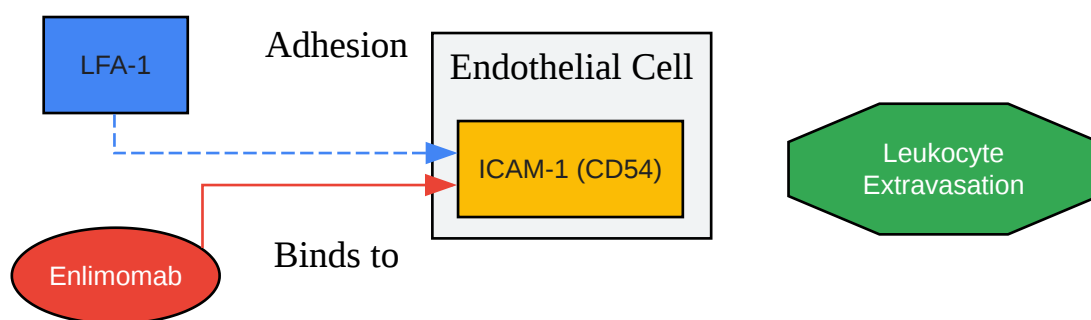 LFA-1
Adhesion
Endothelial Cell
ICAM-1 (CD54)
Leukocyte
Extravasation
Binds to
Enlimomab